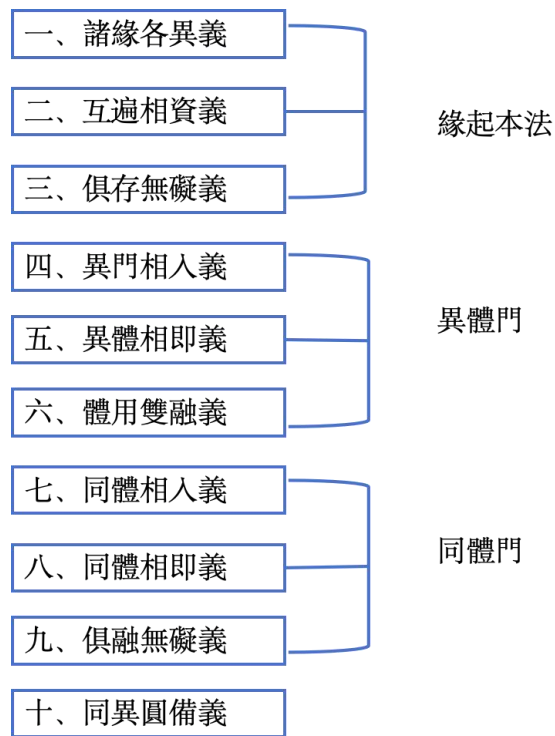 一、諸緣各異義
二、互遍相資義
三、俱存無礙義
緣起本法
四、異門相入義
五、異體相即義
六、體用雙融義
異體門
七、同體相入義
八、同體相即義
九、俱融無礙義
同體門
十、同異圓備義